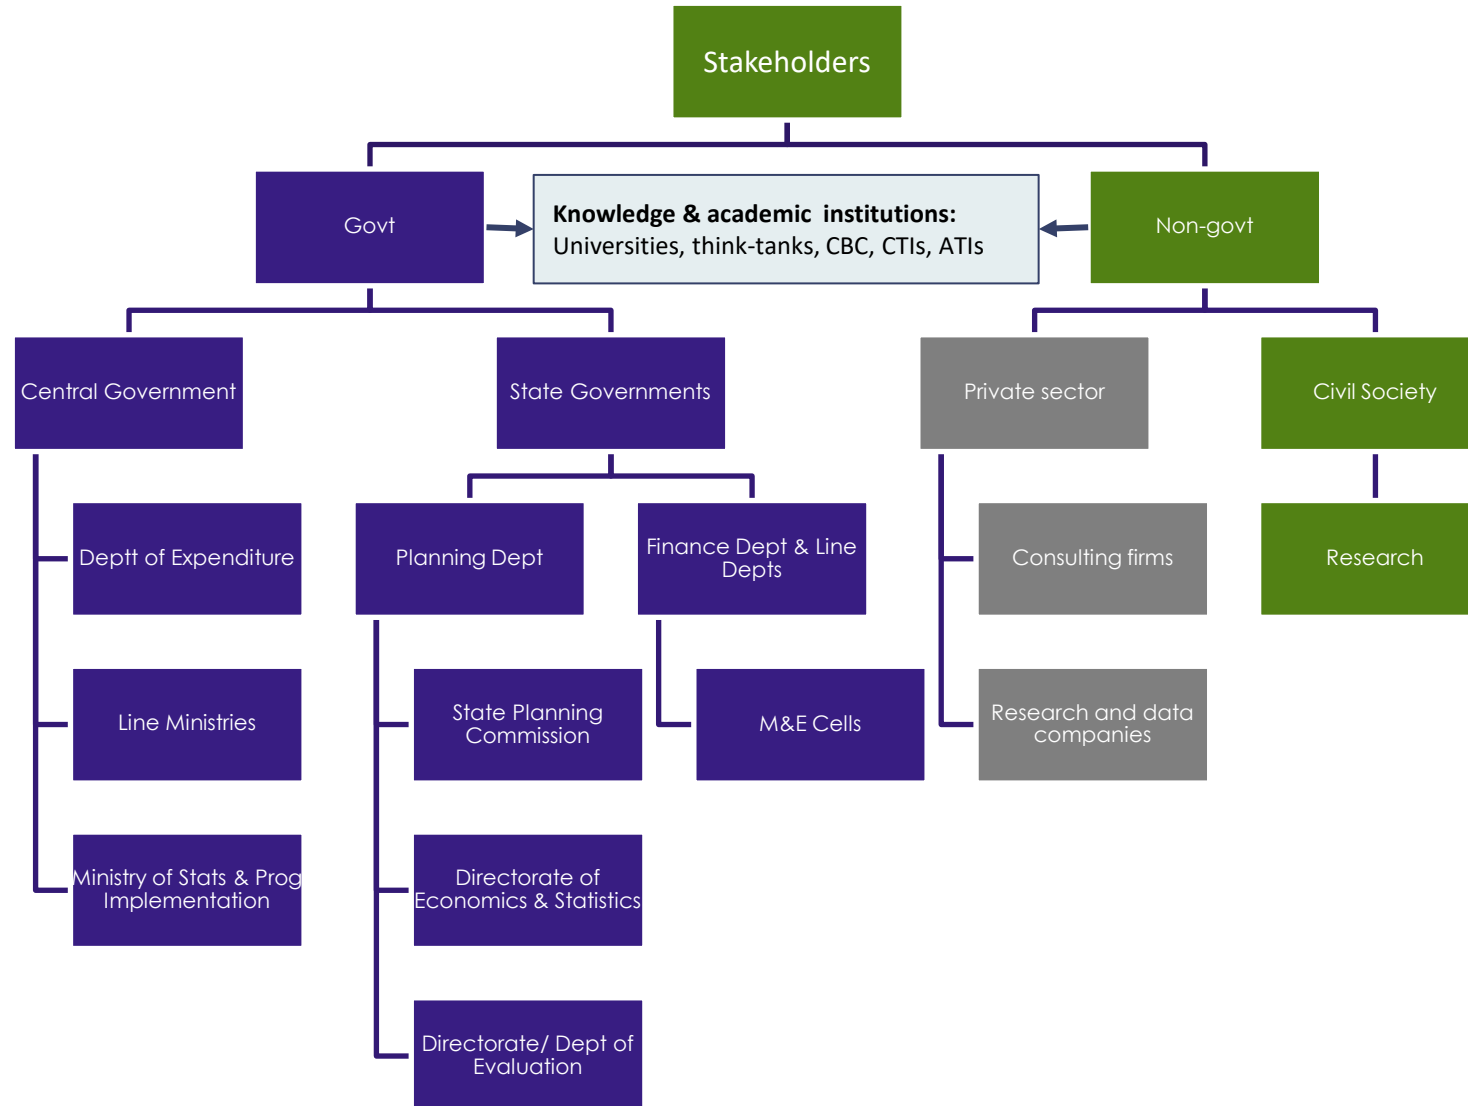 Stakeholders
Govt
Knowledge & academic institutions:
Universities, think-tanks, CBC, CTIs, ATIs
Non-govt
Central Government
State Governments
Private sector
Civil Society
Deptt of Expenditure
Planning Dept
Finance Dept & Line
Depts
Consulting firms
Research
Line Ministries
State Planning
Commission
M&E Cells
Research and data
companies
Ministry of Stats & Prog
Implementation
Directorate of
Economics & Statistics
Directorate/ Dept of
Evaluation